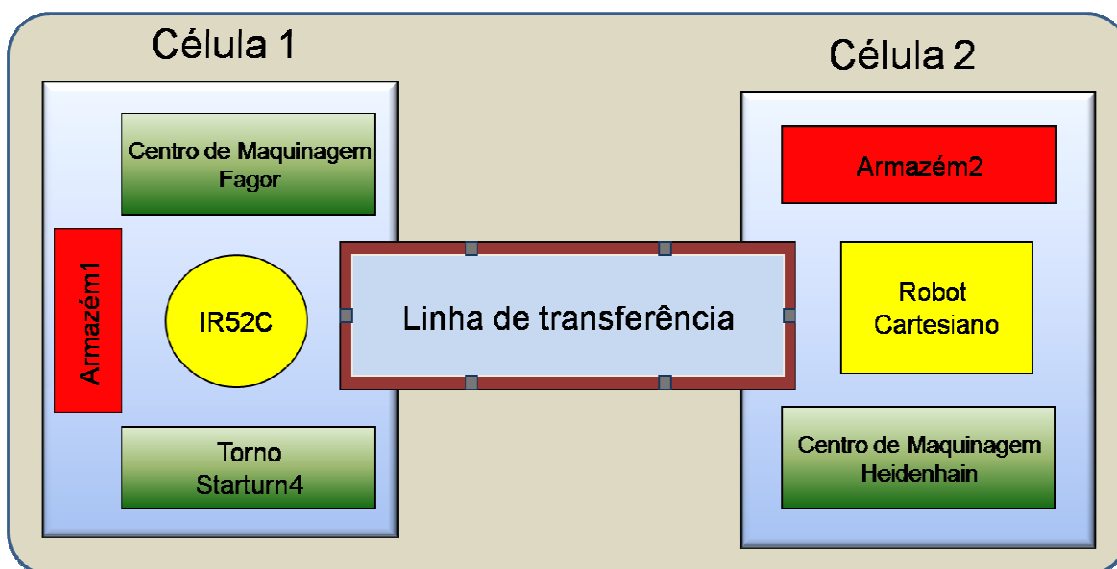 Célula 1
Centro de Maquinagem
Fagor
Armazém1
IR52C
Torno
Starturn4
Linha de transferência
Célula 2
Armazém2
Robot
Cartesiano
Centro de Maquinagem
Heidenhain